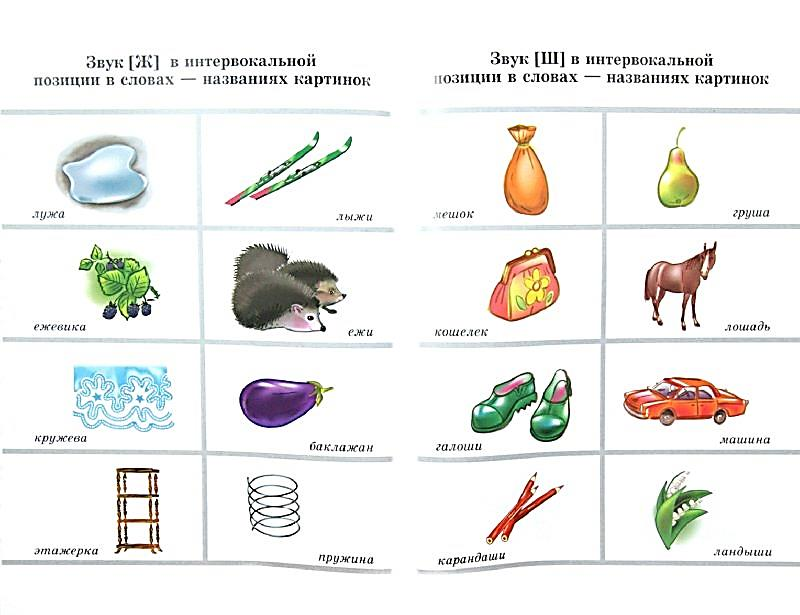 Звук [Ж] в интервокальной
позиции в словах — названиях картинок
лужа
лыжи
ежевика
ежи
кружева
баклажан
этажерка
пружина
Звук [Ш] в интервокальной
позиции в словах — названиях картинок
мешок
груша
кошелек
лошадь
галоши
машина
карандаши
ландыши